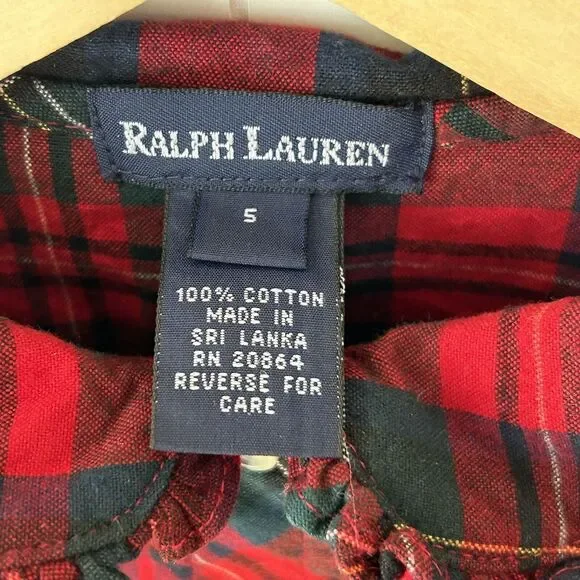 RALPH LAUREN
5
100% COTTON
MADE IN
SRI LANKA
RN 20864
REVERSE FOR
CARE